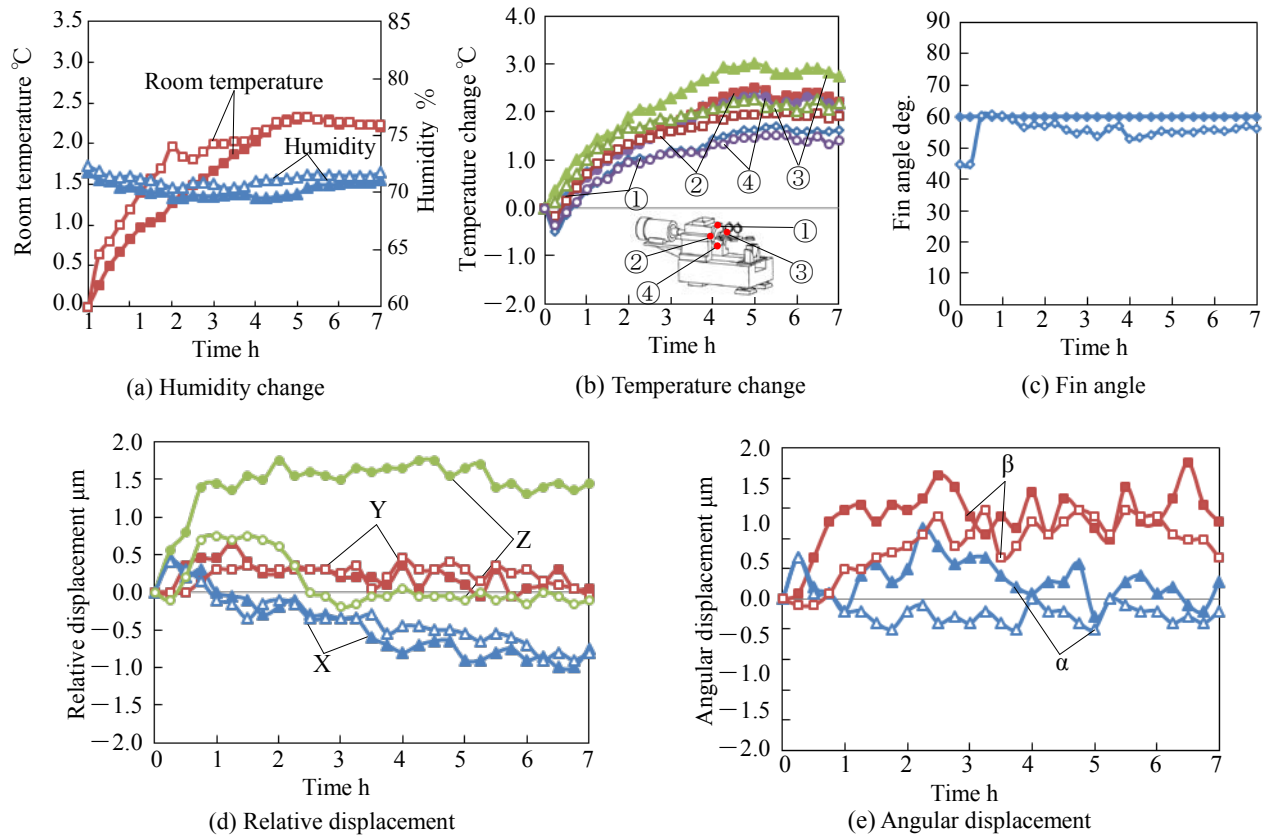 Room temperature ℃
3.5
3.0
2.5
2.0
1.5
1.0
0.5
0.0
85
80
75
70
65
60
Humidity %
Room temperature
Humidity
1 1 2 3 4 5 6 7
Time h
(a) Humidity change
Temperature change ℃
4.0
3.0
2.0
1.0
0.0
－1.0
－2.0
①
②
④
③
①
②
③
④
0 1 2 3 4 5 6 7
Time h
(b) Temperature change
Fin angle deg.
90
80
70
60
50
40
30
20
10
0
0 1 2 3 4 5 6 7
Time h
(c) Fin angle
Relative displacement μm
2.0
1.5
1.0
0.5
0.0
－0.5
－1.0
－1.5
－2.0
Y
Z
X
0 1 2 3 4 5 6 7
Time h
(d) Relative displacement
Angular displacement μm
2.0
1.5
1.0
0.5
0.0
－0.5
－1.0
－1.5
－2.0
β
α
0 1 2 3 4 5 6 7
Time h
(e) Angular displacement